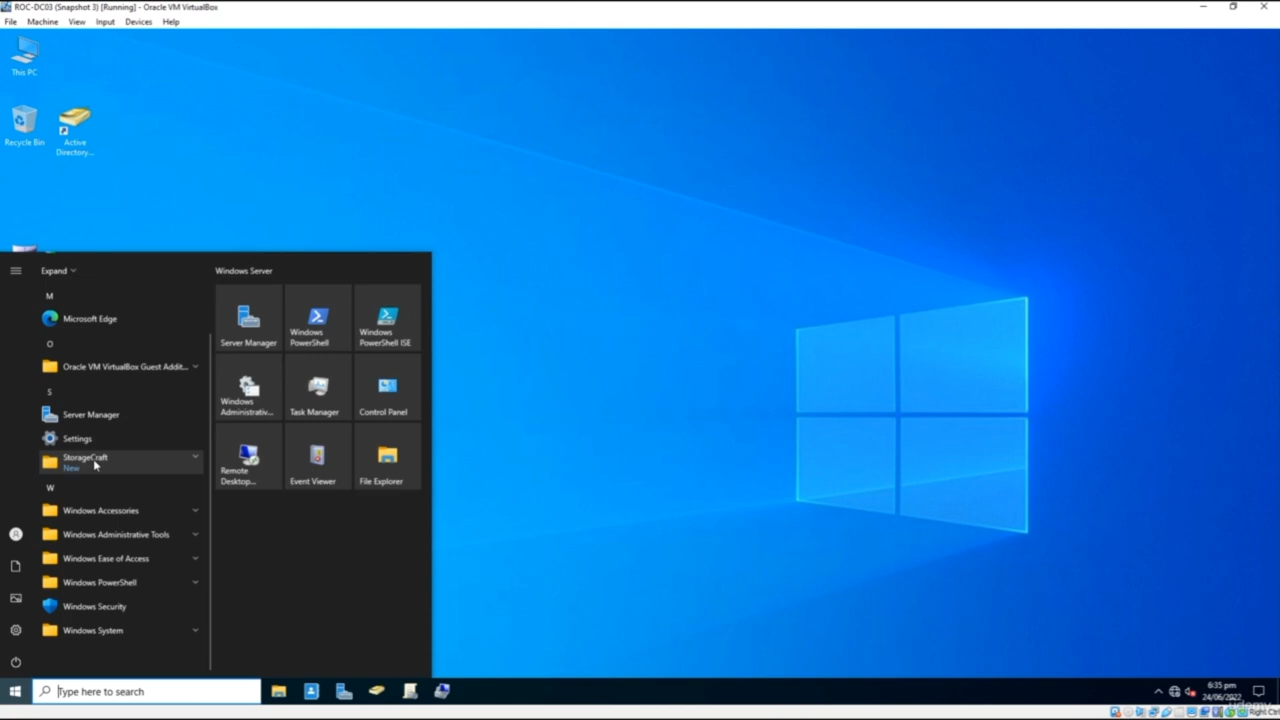 ROC-DC03 (Snapshot 3) [Running] - Oracle VM VirtualBox
File Machine View Input Devices Help
This PC
Recycle Bin
Active
Directory...
Expand
Windows Server
M
Microsoft Edge
O
Oracle VM VirtualBox Guest Addit...
S
Server Manager
Settings
StorageCraft
New
W
Windows Accessories
Windows Administrative Tools
Windows Ease of Access
Windows PowerShell
Windows Security
Windows System
Server Manager
Windows
PowerShell
Windows
PowerShell ISE
Windows
Administrativ...
Task Manager
Control Panel
Remote
Desktop...
Event Viewer
File Explorer
Type here to search
6:35 pm
24/06/2022
udemy
Right Ctrl